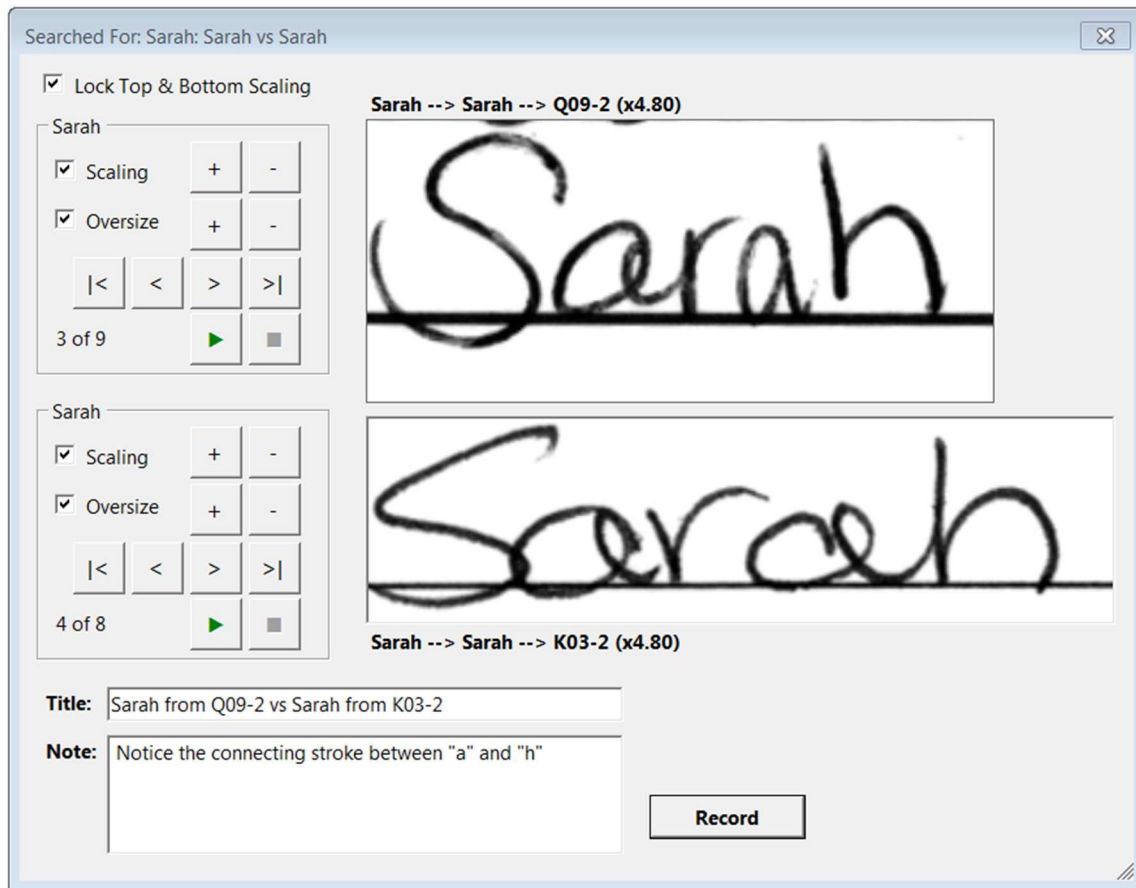 Searched For: Sarah: Sarah vs Sarah
Lock Top & Bottom Scaling
Sarah
Scaling + -
Oversize + -
|< < > >|
3 of 9
Sarah --> Sarah --> Q09-2 (x4.80)
Sarah
Sarah
Scaling + -
Oversize + -
|< < > >|
4 of 8
Sarah
Sarah --> Sarah --> K03-2 (x4.80)
Title: Sarah from Q09-2 vs Sarah from K03-2
Note: Notice the connecting stroke between "a" and "h"
Record